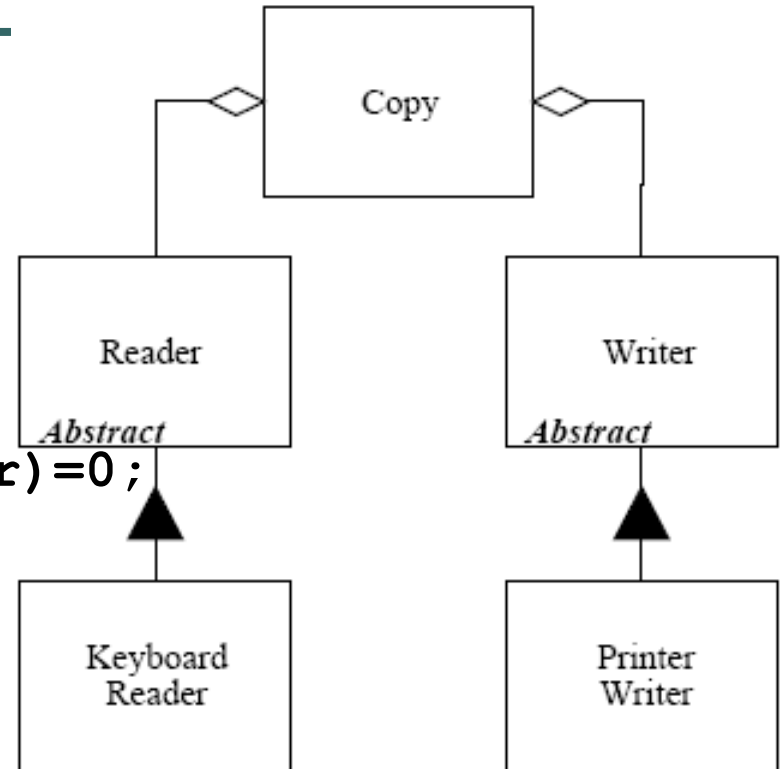 Copy
Reader
Writer
Abstract
Abstract
r)=0;
Keyboard
Reader
Printer
Writer